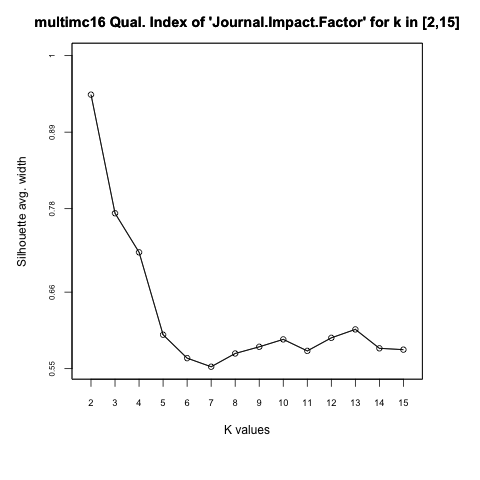 multimc16 Qual. Index of 'Journal.Impact.Factor' for k in [2,15]
1
0.89
0.78
0.66
0.55
Silhouette avg. width
2 3 4 5 6 7 8 9 10 11 12 13 14 15
K values